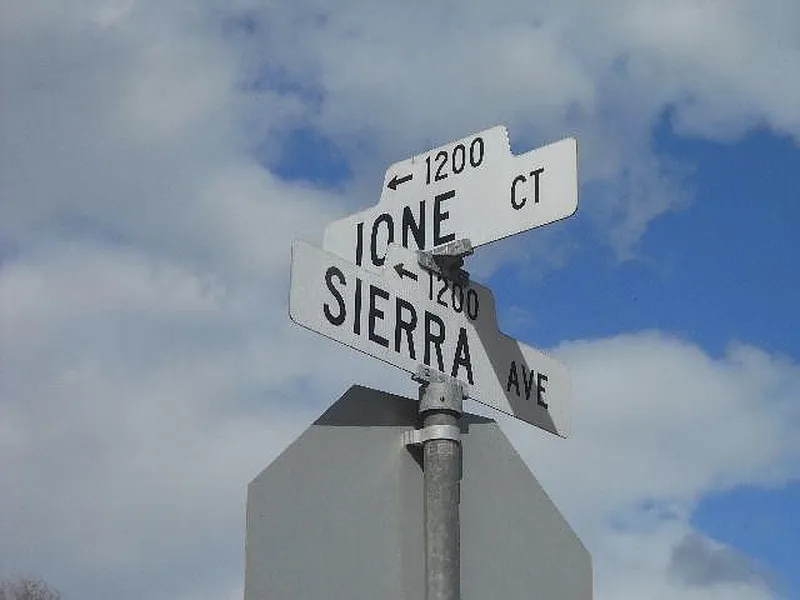 ← 1200
IONE CT
← 1200
SIERRA AVE